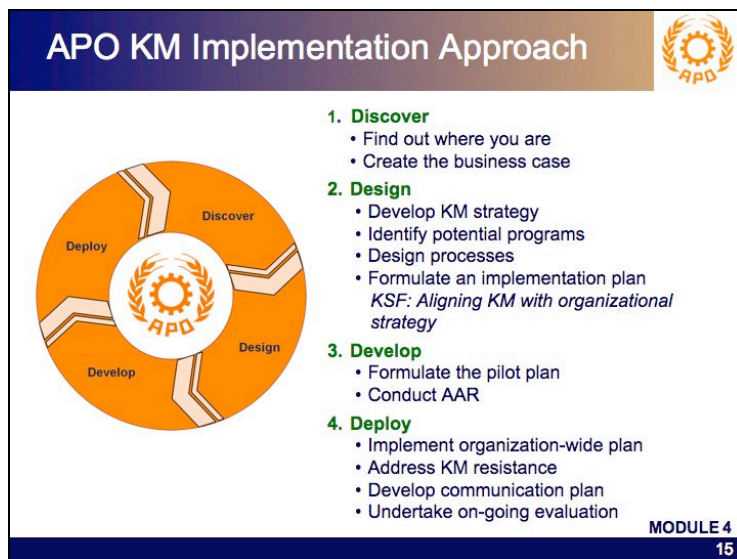 APO KM Implementation Approach
APO
1. Discover
• Find out where you are
• Create the business case
2. Design
• Develop KM strategy
• Identify potential programs
• Design processes
• Formulate an implementation plan
KSF: Aligning KM with organizational
strategy
3. Develop
• Formulate the pilot plan
• Conduct AAR
4. Deploy
• Implement organization-wide plan
• Address KM resistance
• Develop communication plan
• Undertake on-going evaluation
Discover
Deploy
APO
Design
Develop
MODULE 4
15